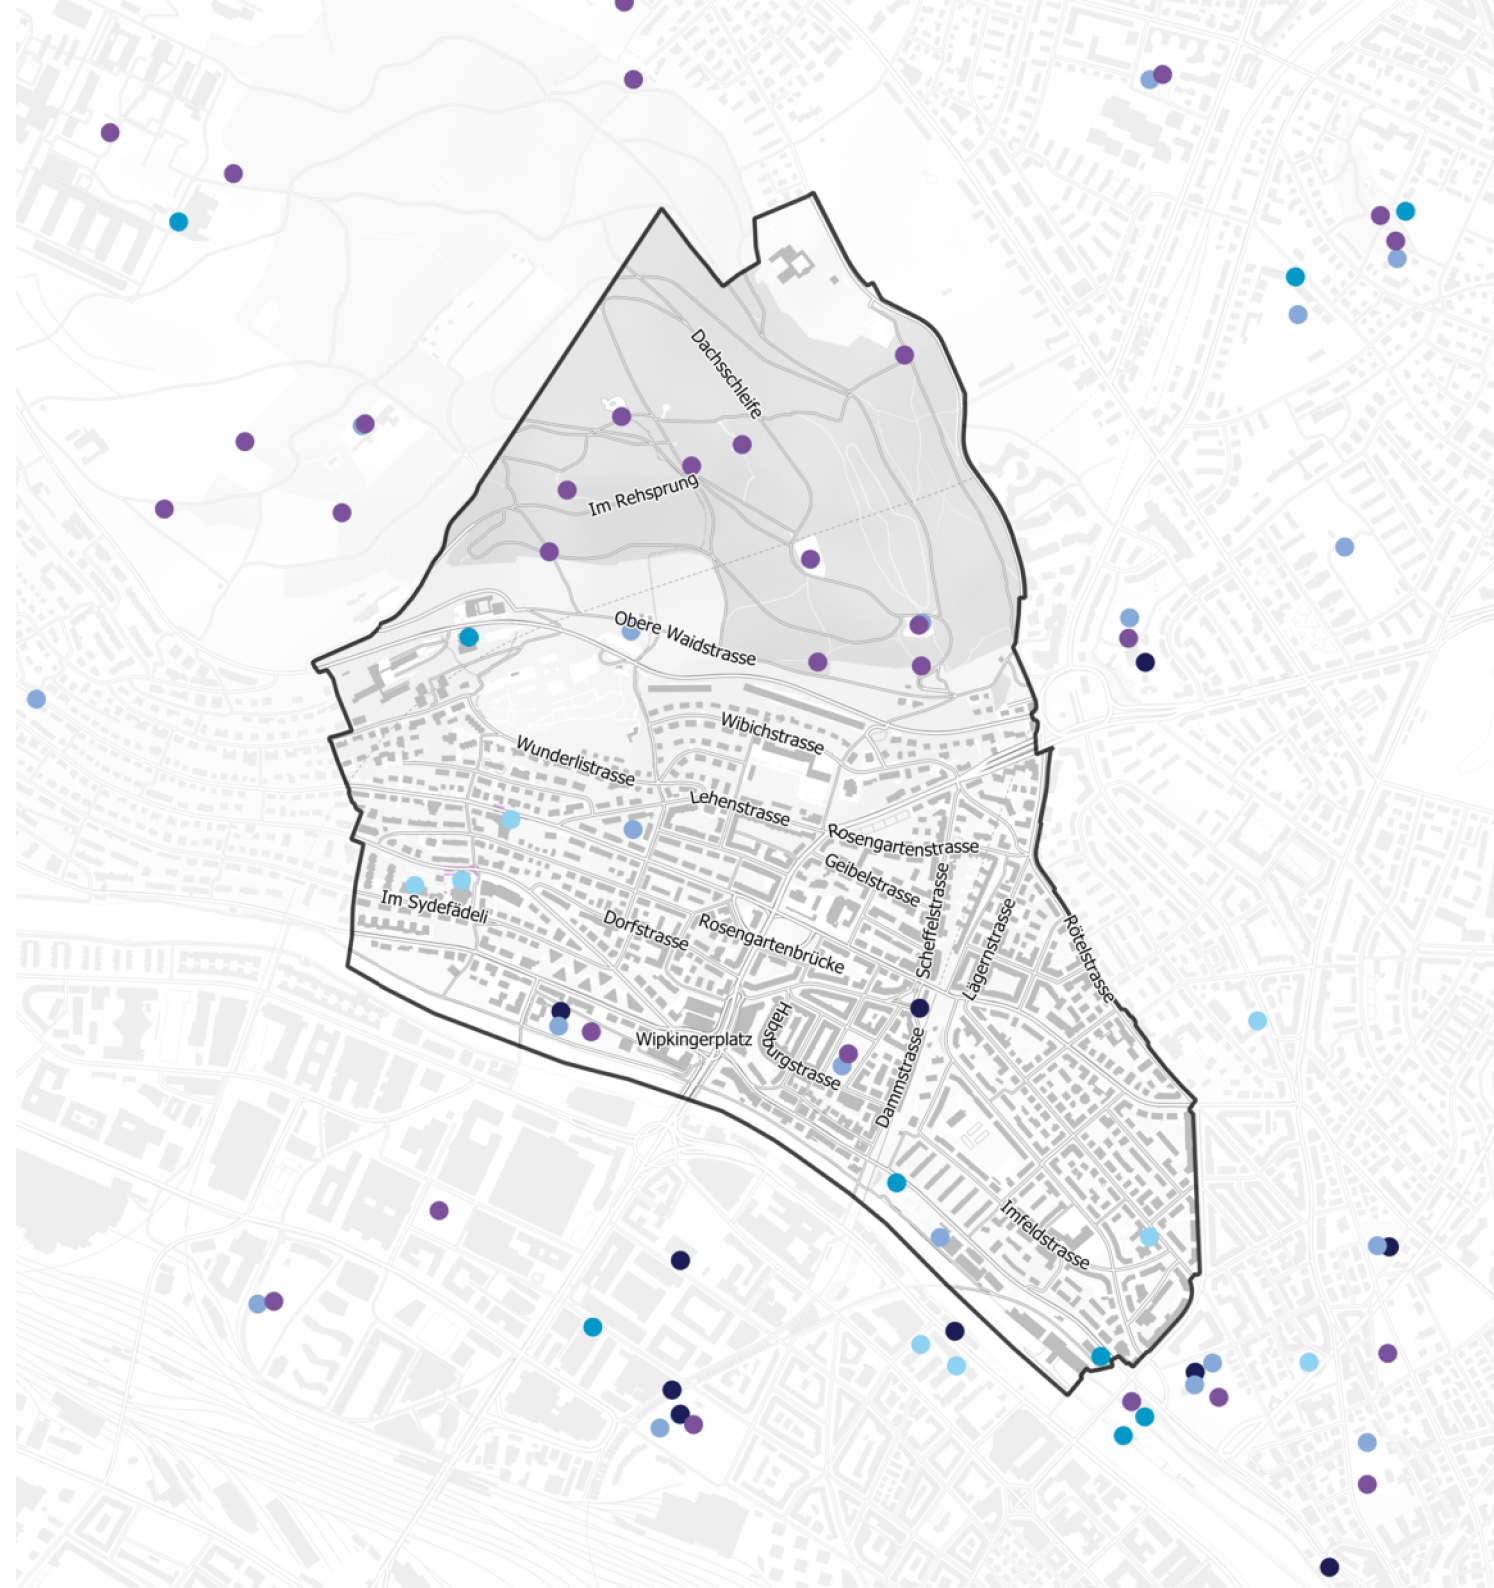 Dachsschleife
Im Rehsprung
Obere Waidstrasse
Wibichstrasse
Wunderlistrasse
Lehenstrasse
Rosengartenstrasse
Geibelstrasse
Scheffelstrasse
Lägernstrasse
Rötelstrasse
Im Sydefädeli
Dorfstrasse
Rosengartenbrücke
Habsburgstrasse
Wipkingerplatz
Dammstrasse
Imfeldstrasse